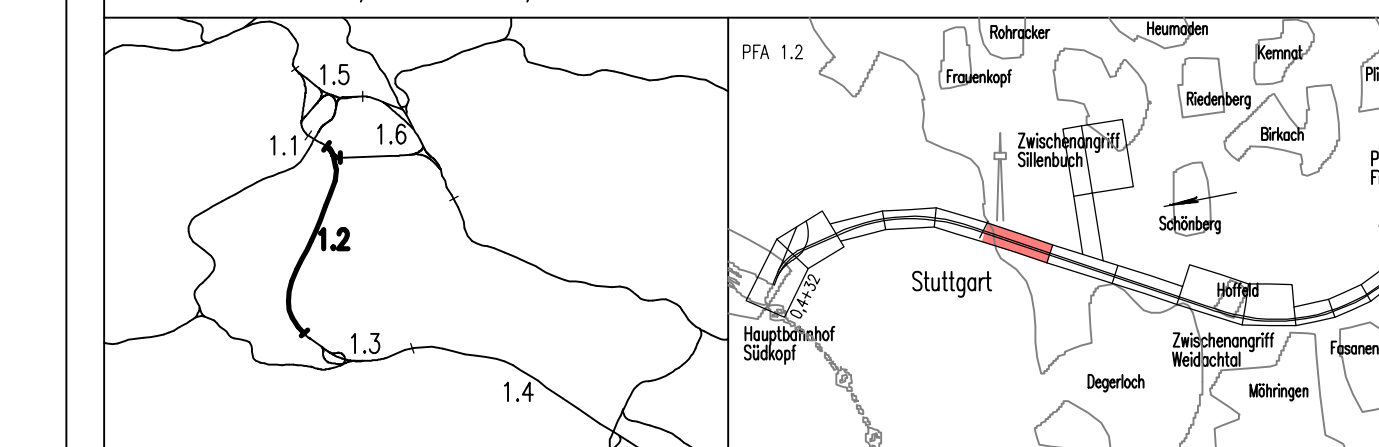 1.5
1.1
1.6
1.2
1.3
1.4
PFA 1.2
Rohracker
Heumaden
Kemnat
Frauenkopf
Riedenberg
Birkach
Zwischenangriff
Sillenbuch
Schönberg
Stuttgart
Hoffeld
0,4+32
Hauptbahnhof
Südkopf
Zwischenangriff
Weidachtal
Degerloch
Möhringen
Fasanen